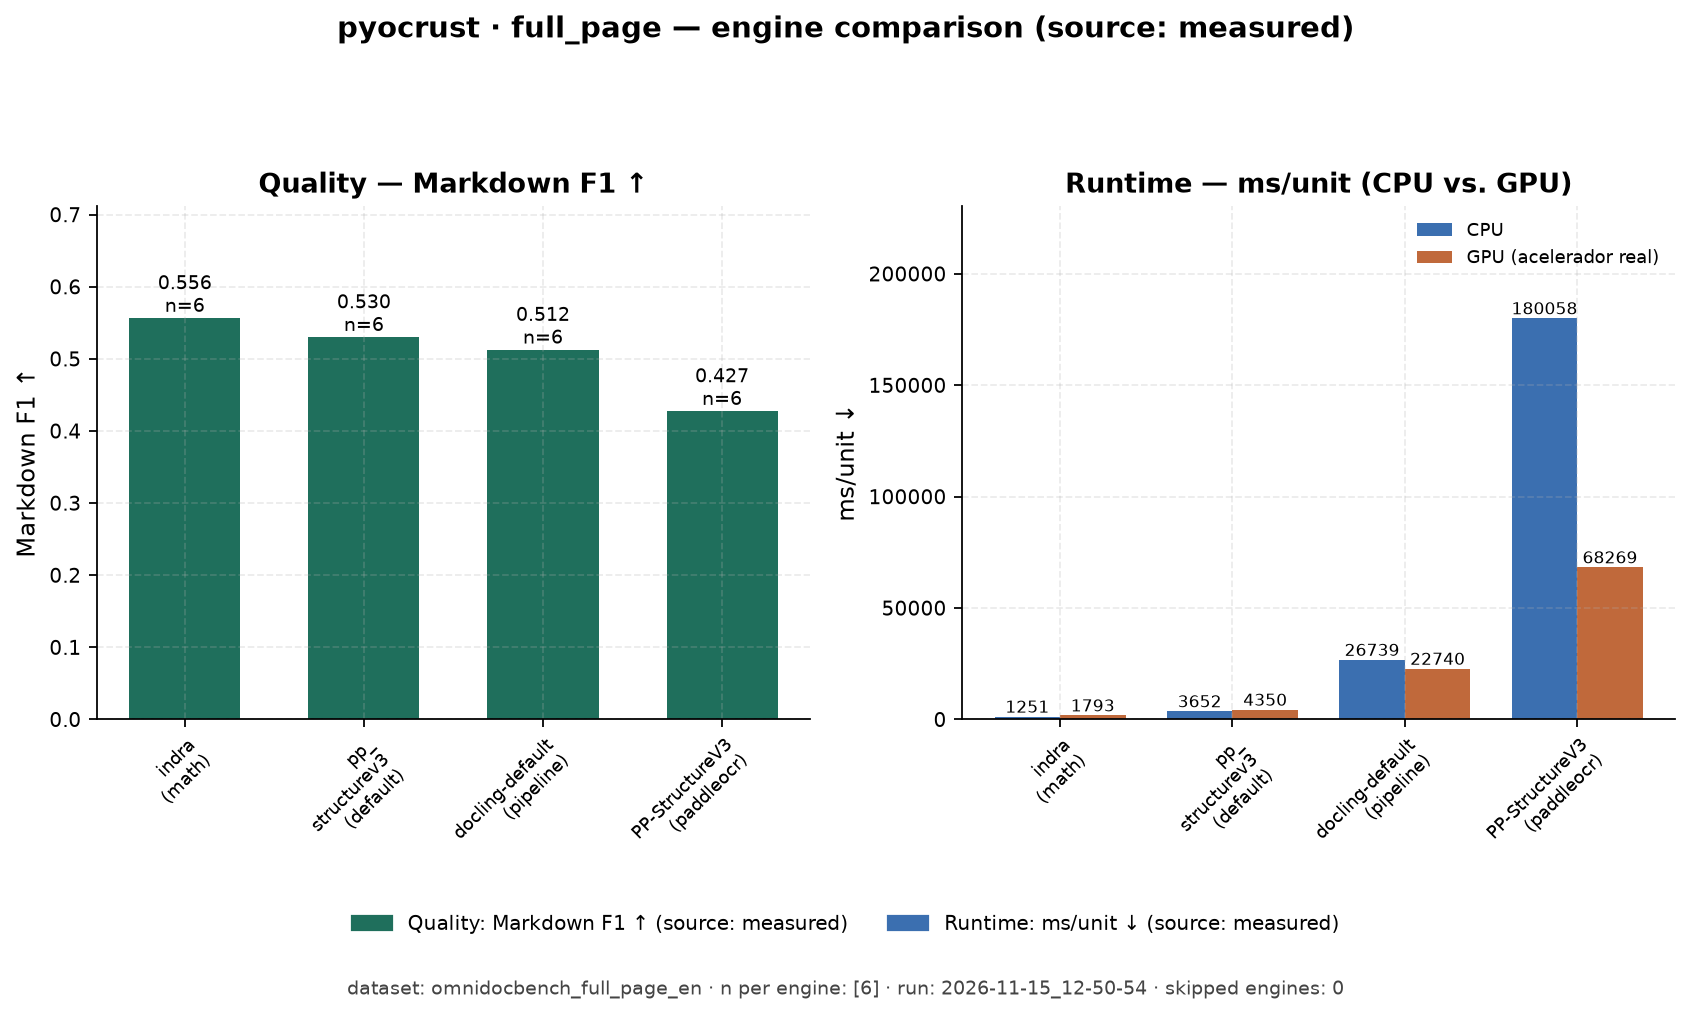 pyocrust · full_page — engine comparison (source: measured)
Quality — Markdown F1 ↑
Markdown F1 ↑
0.7
0.6
0.5
0.4
0.3
0.2
0.1
0.0
0.556
n=6
0.530
n=6
0.512
n=6
0.427
n=6
indra
(math)
pp_
structurev3
(default)
docling-default
(pipeline)
PP-StructureV3
(paddleocr)
Runtime — ms/unit (CPU vs. GPU)
ms/unit ↓
200000
150000
100000
50000
0
CPU
GPU (acelerador real)
1251
1793
3652
4350
26739
22740
180058
68269
indra
(math)
pp_
structurev3
(default)
docling-default
(pipeline)
PP-StructureV3
(paddleocr)
Quality: Markdown F1 ↑ (source: measured)
Runtime: ms/unit ↓ (source: measured)
dataset: omnidocbench_full_page_en · n per engine: [6] · run: 2026-11-15_12-50-54 · skipped engines: 0